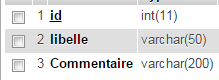 1 id int(11)
2 libelle varchar(50)
3 Commentaire varchar(200)